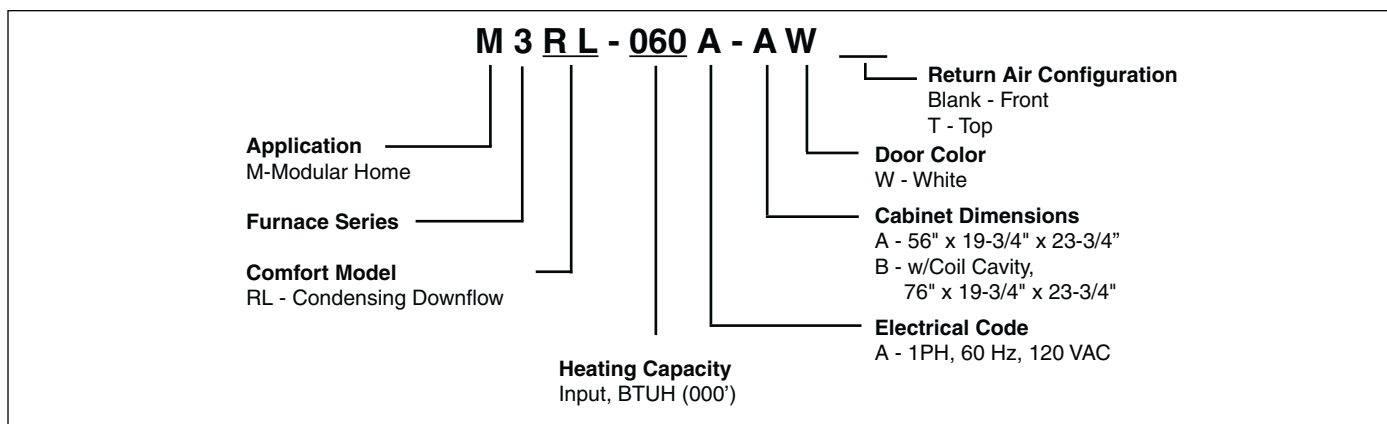 M 3 R L - 060 A - A W __
Return Air Configuration
Blank - Front
T - Top
Application
M-Modular Home
Door Color
W - White
Furnace Series
Cabinet Dimensions
A - 56" x 19-3/4" x 23-3/4”
B - w/Coil Cavity,
76" x 19-3/4" x 23-3/4"
Comfort Model
RL - Condensing Downflow
Electrical Code
A - 1PH, 60 Hz, 120 VAC
Heating Capacity
Input, BTUH (000’)